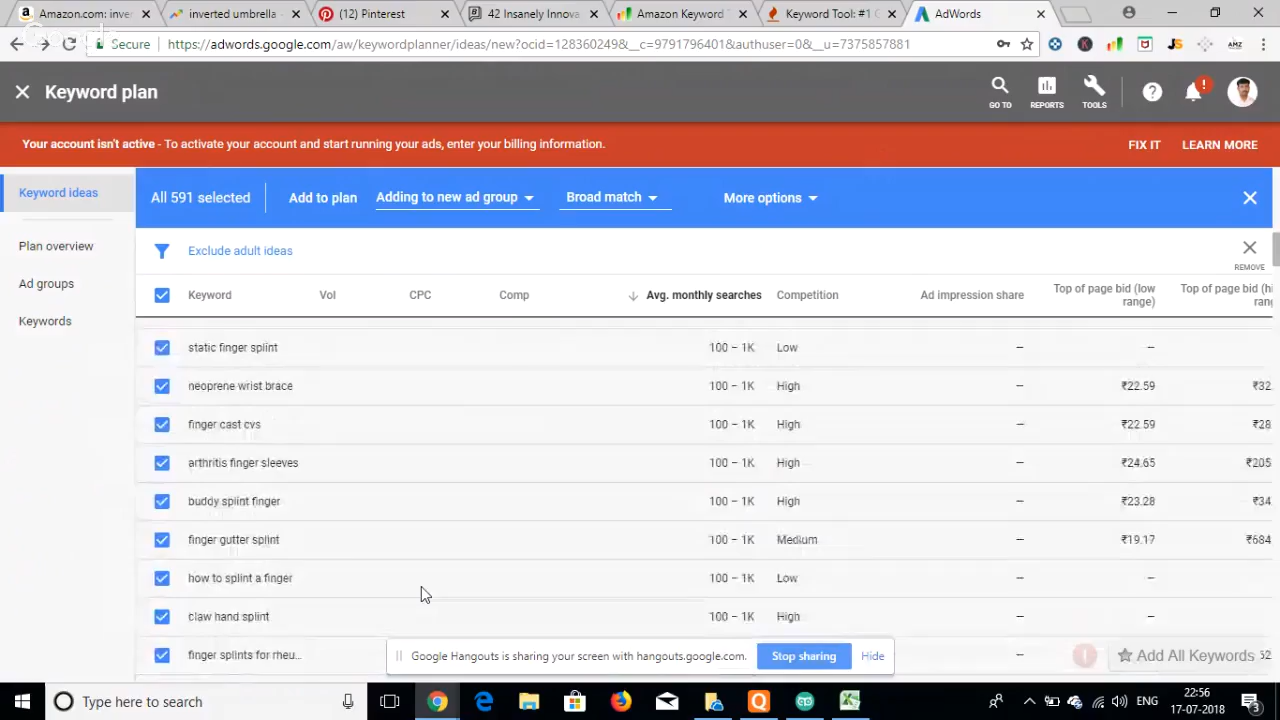 Amazon.com: inver
inverted umbrella -
(12) Pinterest
42 Insanely Innova
Amazon Keyword T
Keyword Tool: #1 G
AdWords
Secure
https://adwords.google.com/aw/keywordplanner/ideas/new?ocid=128360249&__c=9791796401&authuser=0&__u=7375857881
Keyword plan
GO TO
REPORTS
TOOLS
Your account isn't active - To activate your account and start running your ads, enter your billing information.
FIX IT
LEARN MORE
Keyword ideas
Plan overview
Ad groups
Keywords
All 591 selected
Add to plan
Adding to new ad group
Broad match
More options
Exclude adult ideas
REMOVE
Keyword Vol CPC Comp Avg. monthly searches Competition Ad impression share Top of page bid (low range) Top of page bid (hi rang
static finger splint 100 – 1K Low – –
neoprene wrist brace 100 – 1K High – ₹22.59 ₹32.
finger cast cvs 100 – 1K High – ₹22.59 ₹28
arthritis finger sleeves 100 – 1K High – ₹24.65 ₹205
buddy splint finger 100 – 1K High – ₹23.28 ₹34.
finger gutter splint 100 – 1K Medium – ₹19.17 ₹684
how to splint a finger 100 – 1K Low – –
claw hand splint 100 – 1K High – –
finger splints for rheu...
Google Hangouts is sharing your screen with hangouts.google.com.
Stop sharing
Hide
Add All Keywords
Type here to search
ENG
22:56
17-07-2018